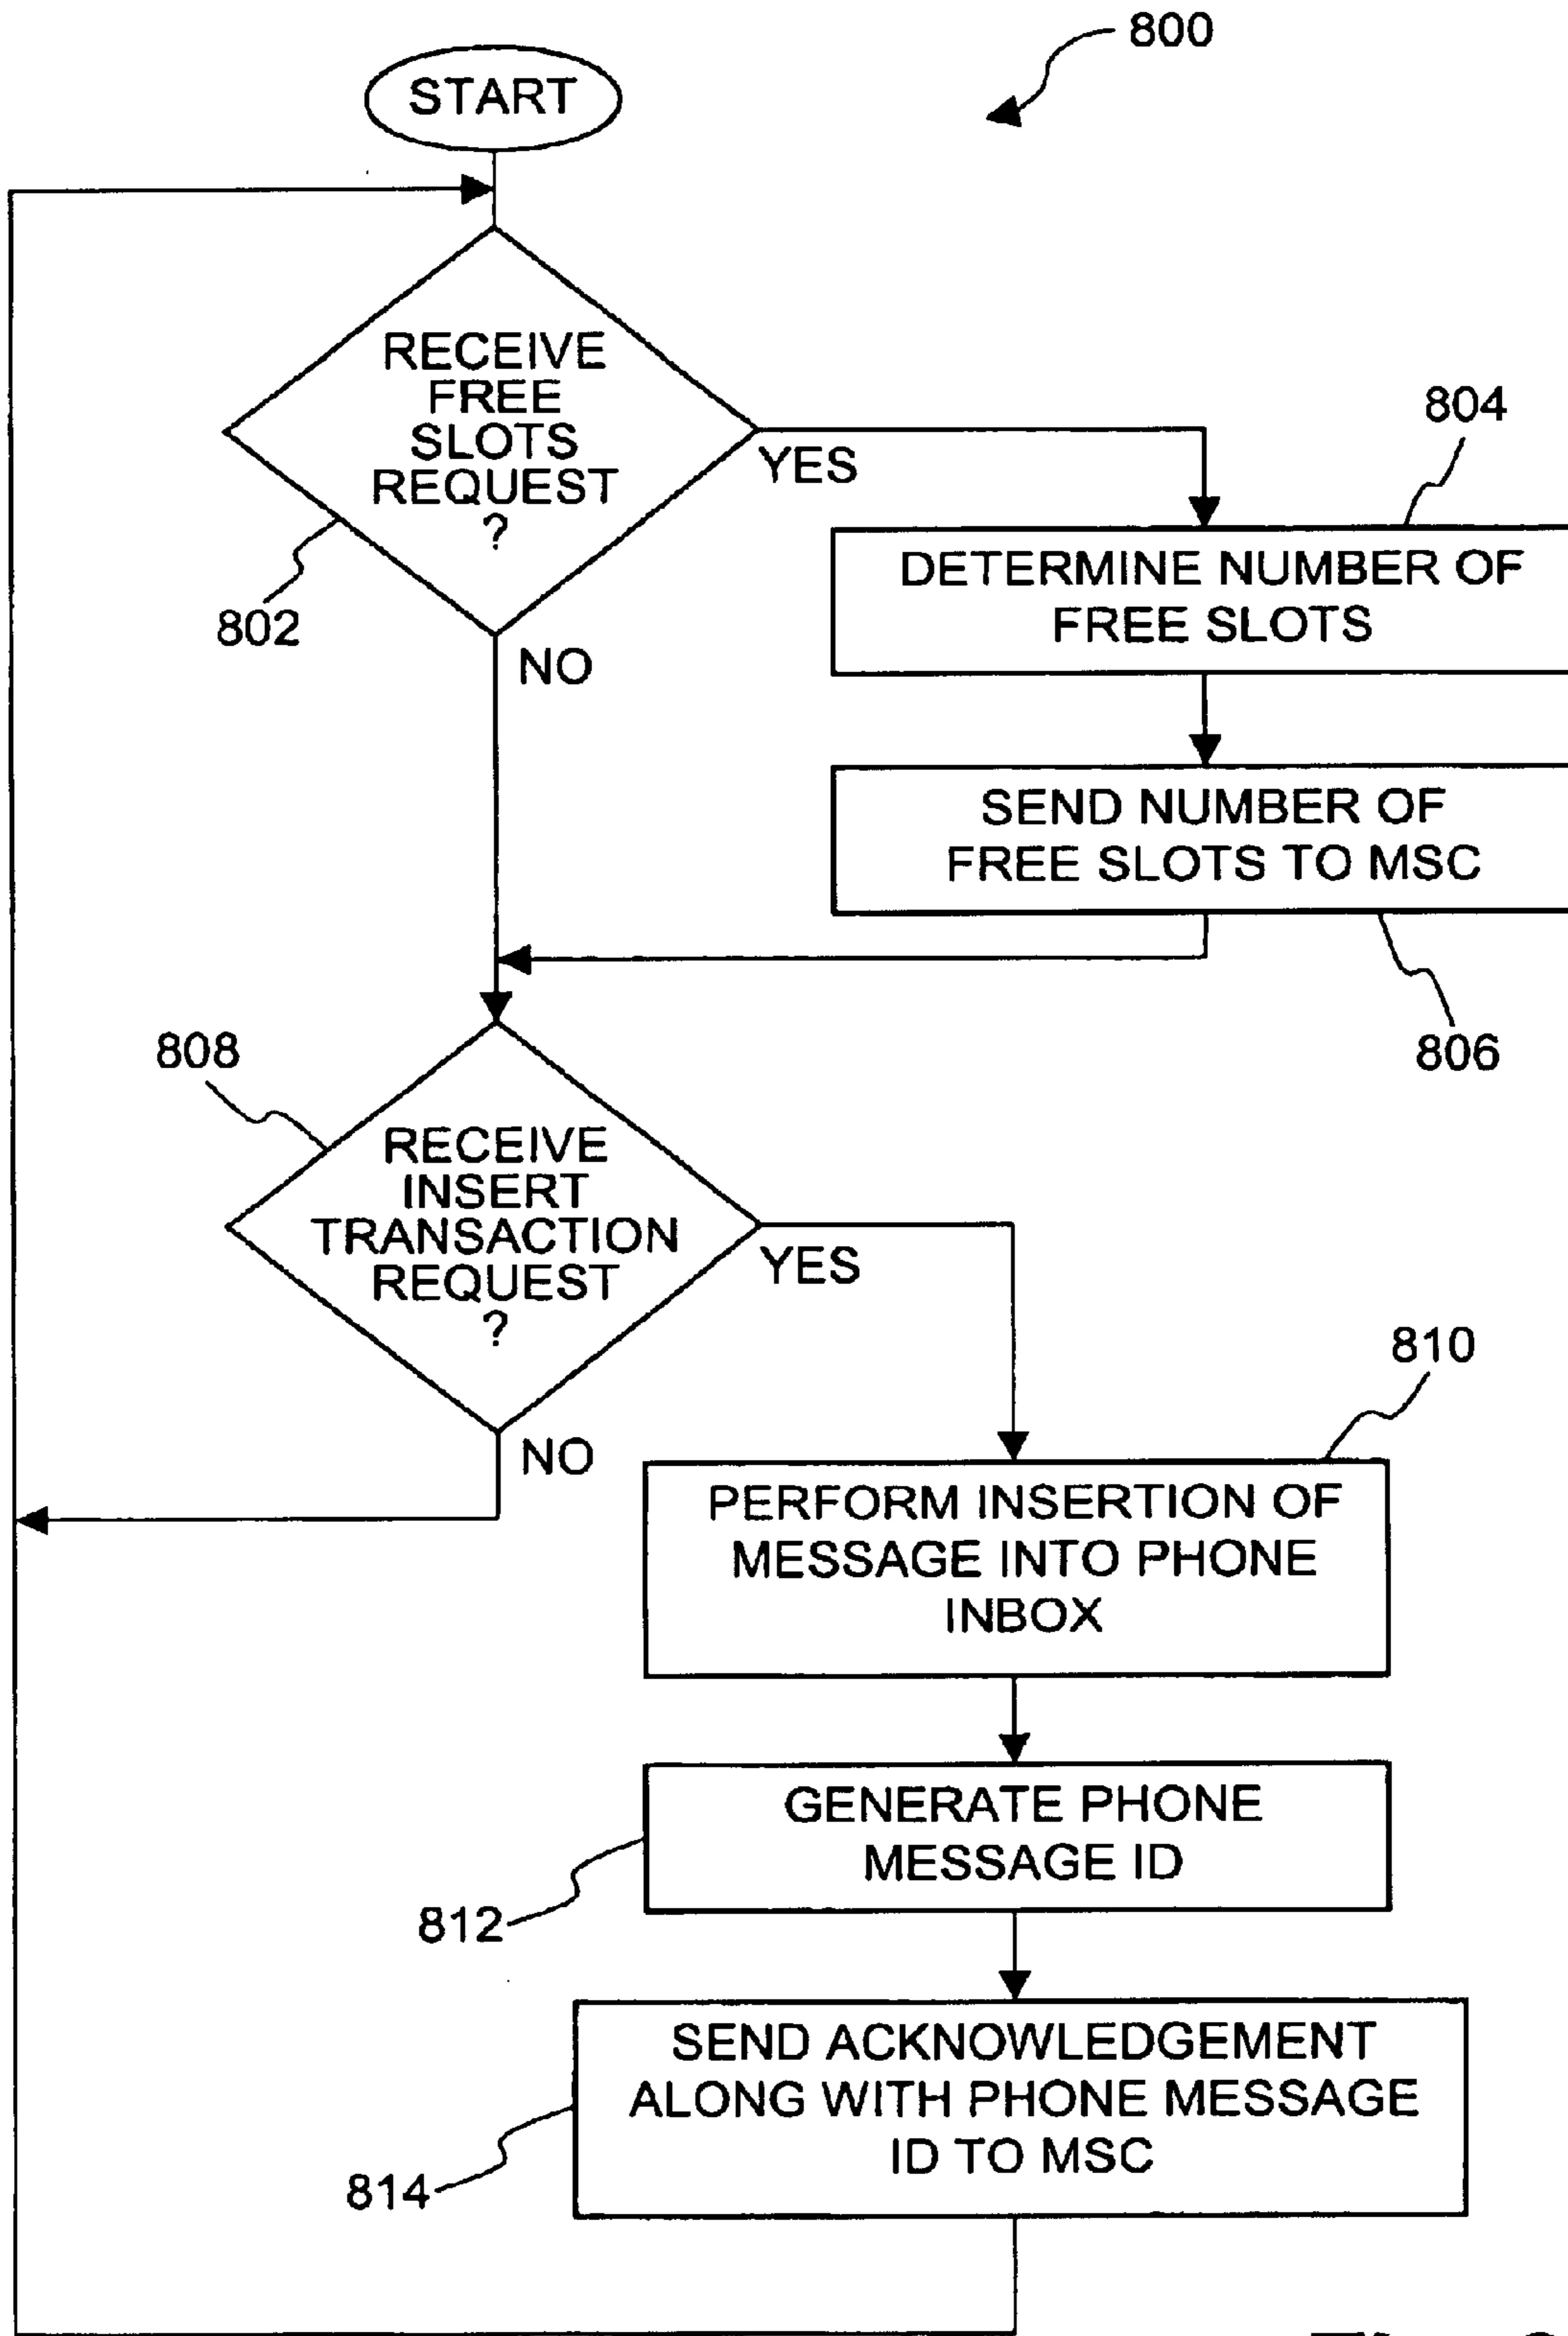 800
START
RECEIVE
FREE
SLOTS
REQUEST
?
YES
802
NO
804
DETERMINE NUMBER OF
FREE SLOTS
SEND NUMBER OF
FREE SLOTS TO MSC
806
808
RECEIVE
INSERT
TRANSACTION
REQUEST
?
YES
NO
810
PERFORM INSERTION OF
MESSAGE INTO PHONE
INBOX
GENERATE PHONE
MESSAGE ID
812
SEND ACKNOWLEDGEMENT
ALONG WITH PHONE MESSAGE
ID TO MSC
814